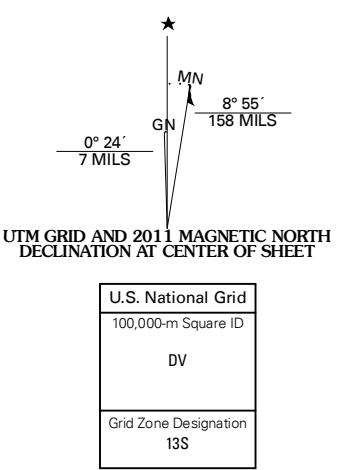 ★
MN
GN
8° 55´
158 MILS
0° 24´
7 MILS
UTM GRID AND 2011 MAGNETIC NORTH
DECLINATION AT CENTER OF SHEET
U.S. National Grid
100,000-m Square ID
DV
Grid Zone Designation
13S